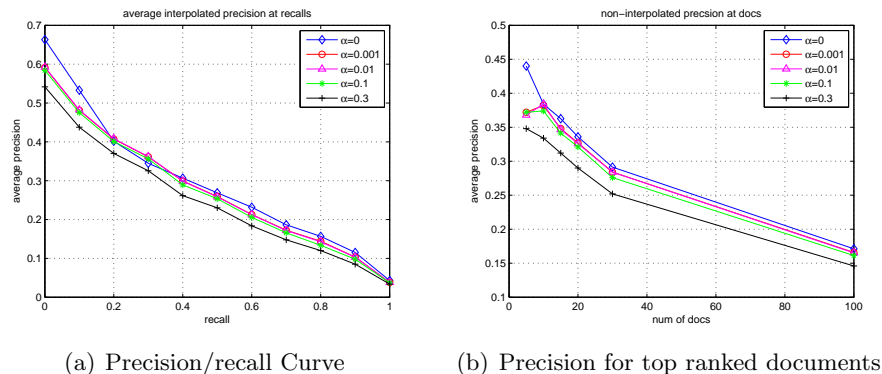 average interpolated precision at recalls
0.7
0.6
0.5
0.4
0.3
0.2
0.1
0
average precision
0 0.2 0.4 0.6 0.8 1
recall
α=0
α=0.001
α=0.01
α=0.1
α=0.3
(a) Precision/recall Curve
non−interpolated precsion at docs
0.5
0.45
0.4
0.35
0.3
0.25
0.2
0.15
0.1
average precision
0 20 40 60 80 100
num of docs
α=0
α=0.001
α=0.01
α=0.1
α=0.3
(b) Precision for top ranked documents